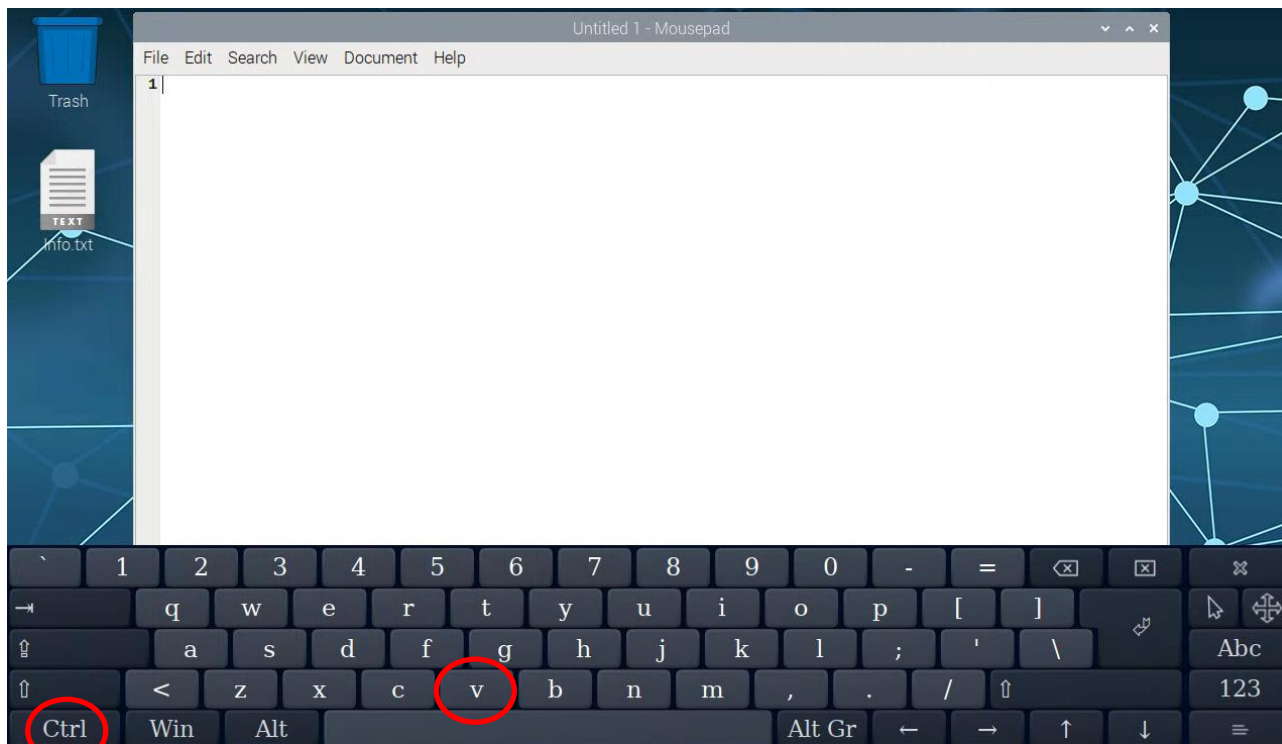 Untitled 1 - Mousepad
File Edit Search View Document Help
1
Trash
TEXT
Info.txt
` 1 2 3 4 5 6 7 8 9 0 - =
q w e r t y u i o p [ ]
a s d f g h j k l ; ' \ Abc
< z x c v b n m , . / 123
Ctrl Win Alt Alt Gr ← → ↑ ↓